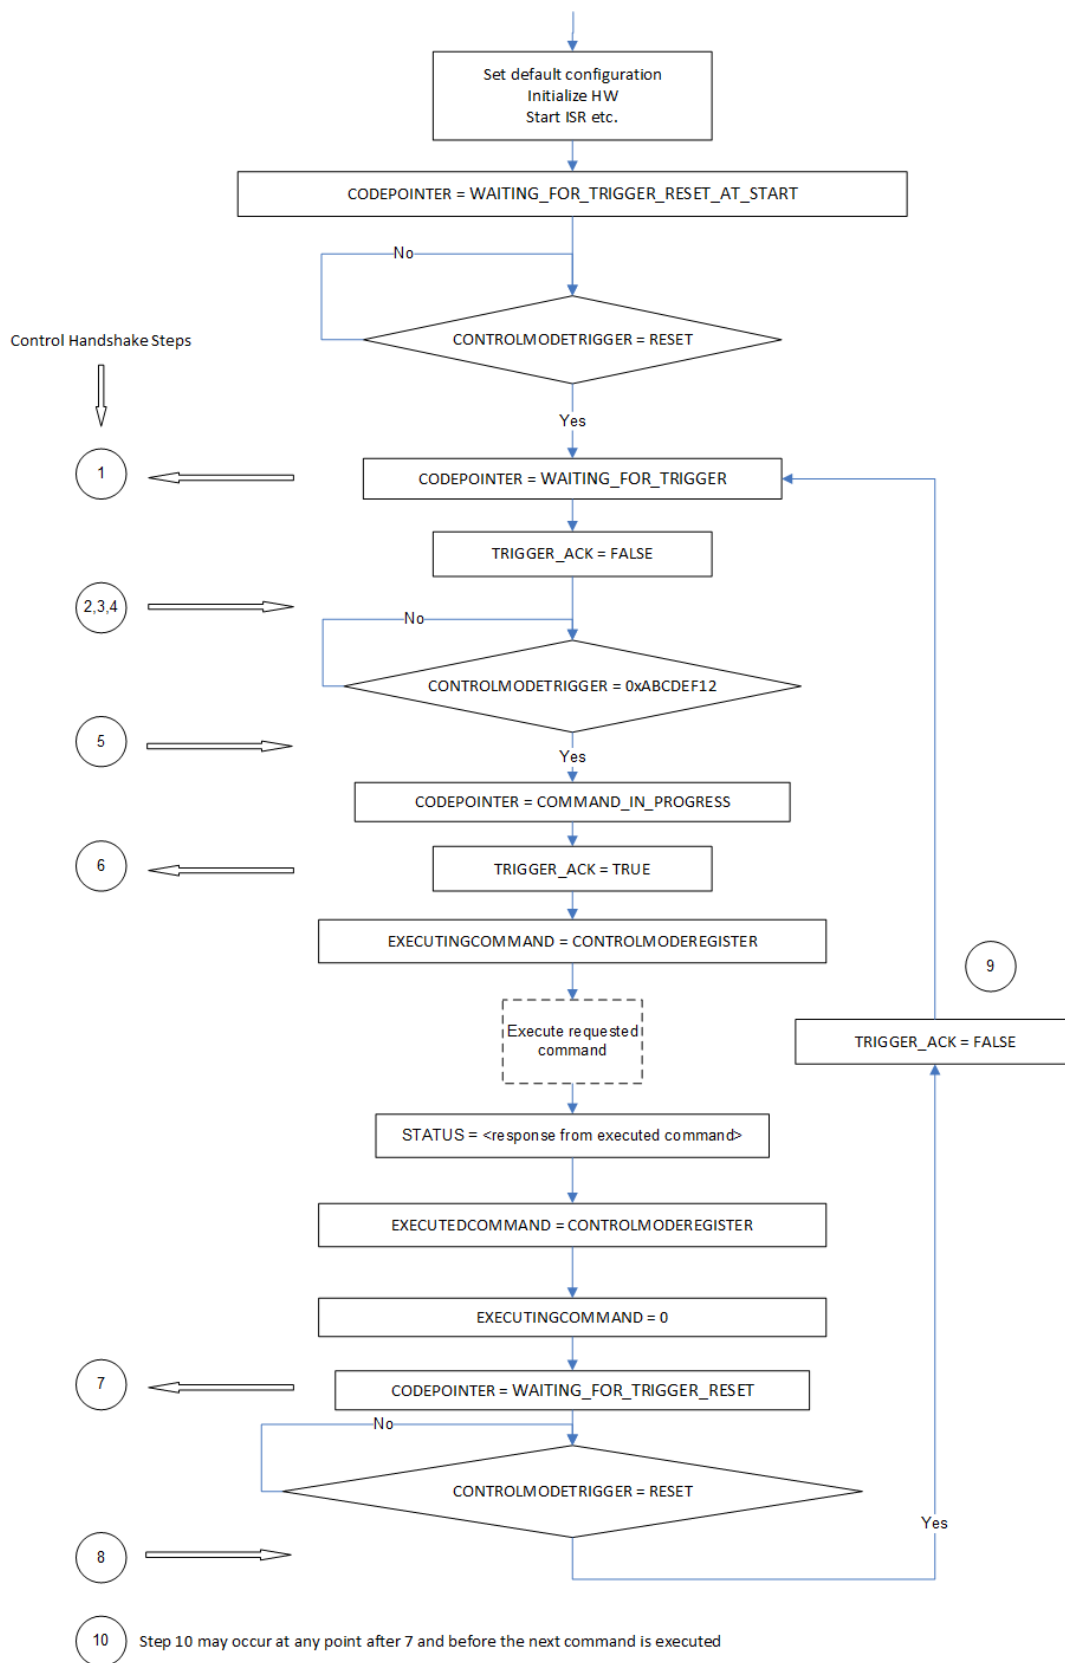 Set default configuration
Initialize HW
Start ISR etc.
CODEPOINTER = WAITING_FOR_TRIGGER_RESET_AT_START
No
CONTROLMODETRIGGER = RESET
Control Handshake Steps
Yes
1
CODEPOINTER = WAITING_FOR_TRIGGER
TRIGGER_ACK = FALSE
2,3,4
No
CONTROLMODETRIGGER = 0xABCDEF12
5
Yes
CODEPOINTER = COMMAND_IN_PROGRESS
6
TRIGGER_ACK = TRUE
EXECUTINGCOMMAND = CONTROLMODEREGISTER
9
Execute requested
command
TRIGGER_ACK = FALSE
STATUS = <response from executed command>
EXECUTEDCOMMAND = CONTROLMODEREGISTER
EXECUTINGCOMMAND = 0
7
CODEPOINTER = WAITING_FOR_TRIGGER_RESET
No
CONTROLMODETRIGGER = RESET
Yes
8
10
Step 10 may occur at any point after 7 and before the next command is executed